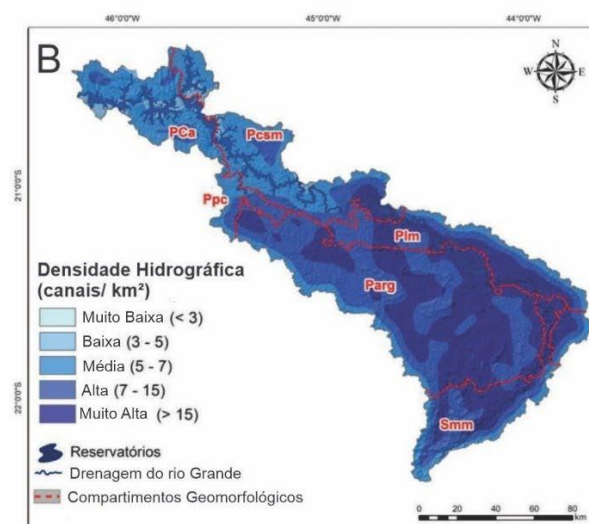 46°0'0"W
45°0'0"W
44°0'0"W
B
N
W E
S
PCa
Pcsm
21°0'0"S
Ppc
Plm
Parg
Densidade Hidrográfica
(canais/ km²)
Muito Baixa (< 3)
Baixa (3 - 5)
Média (5 - 7)
Alta (7 - 15)
Muito Alta (> 15)
22°0'0"S
Smm
Reservatórios
Drenagem do rio Grande
Compartimentos Geomorfológicos
0 20 40 60 80
km